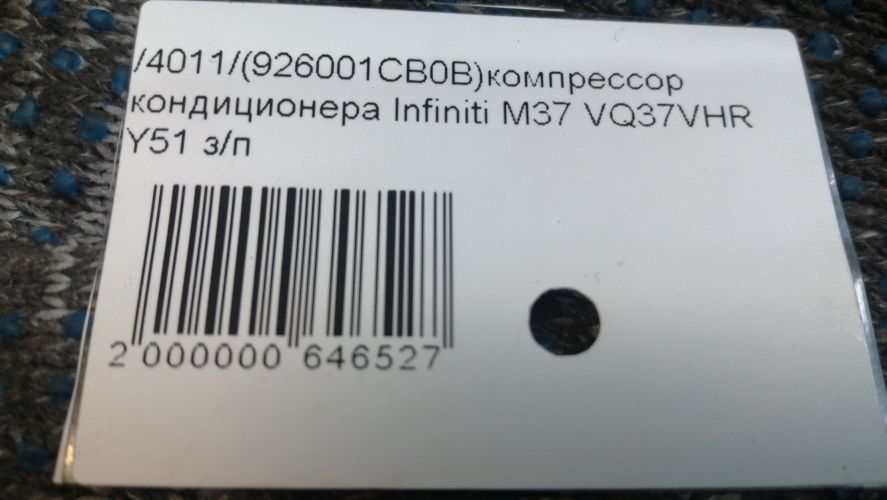 /4011/(926001CB0B)компрессор
кондиционера Infiniti M37 VQ37VHR
Y51 з/п
2 000000 646527